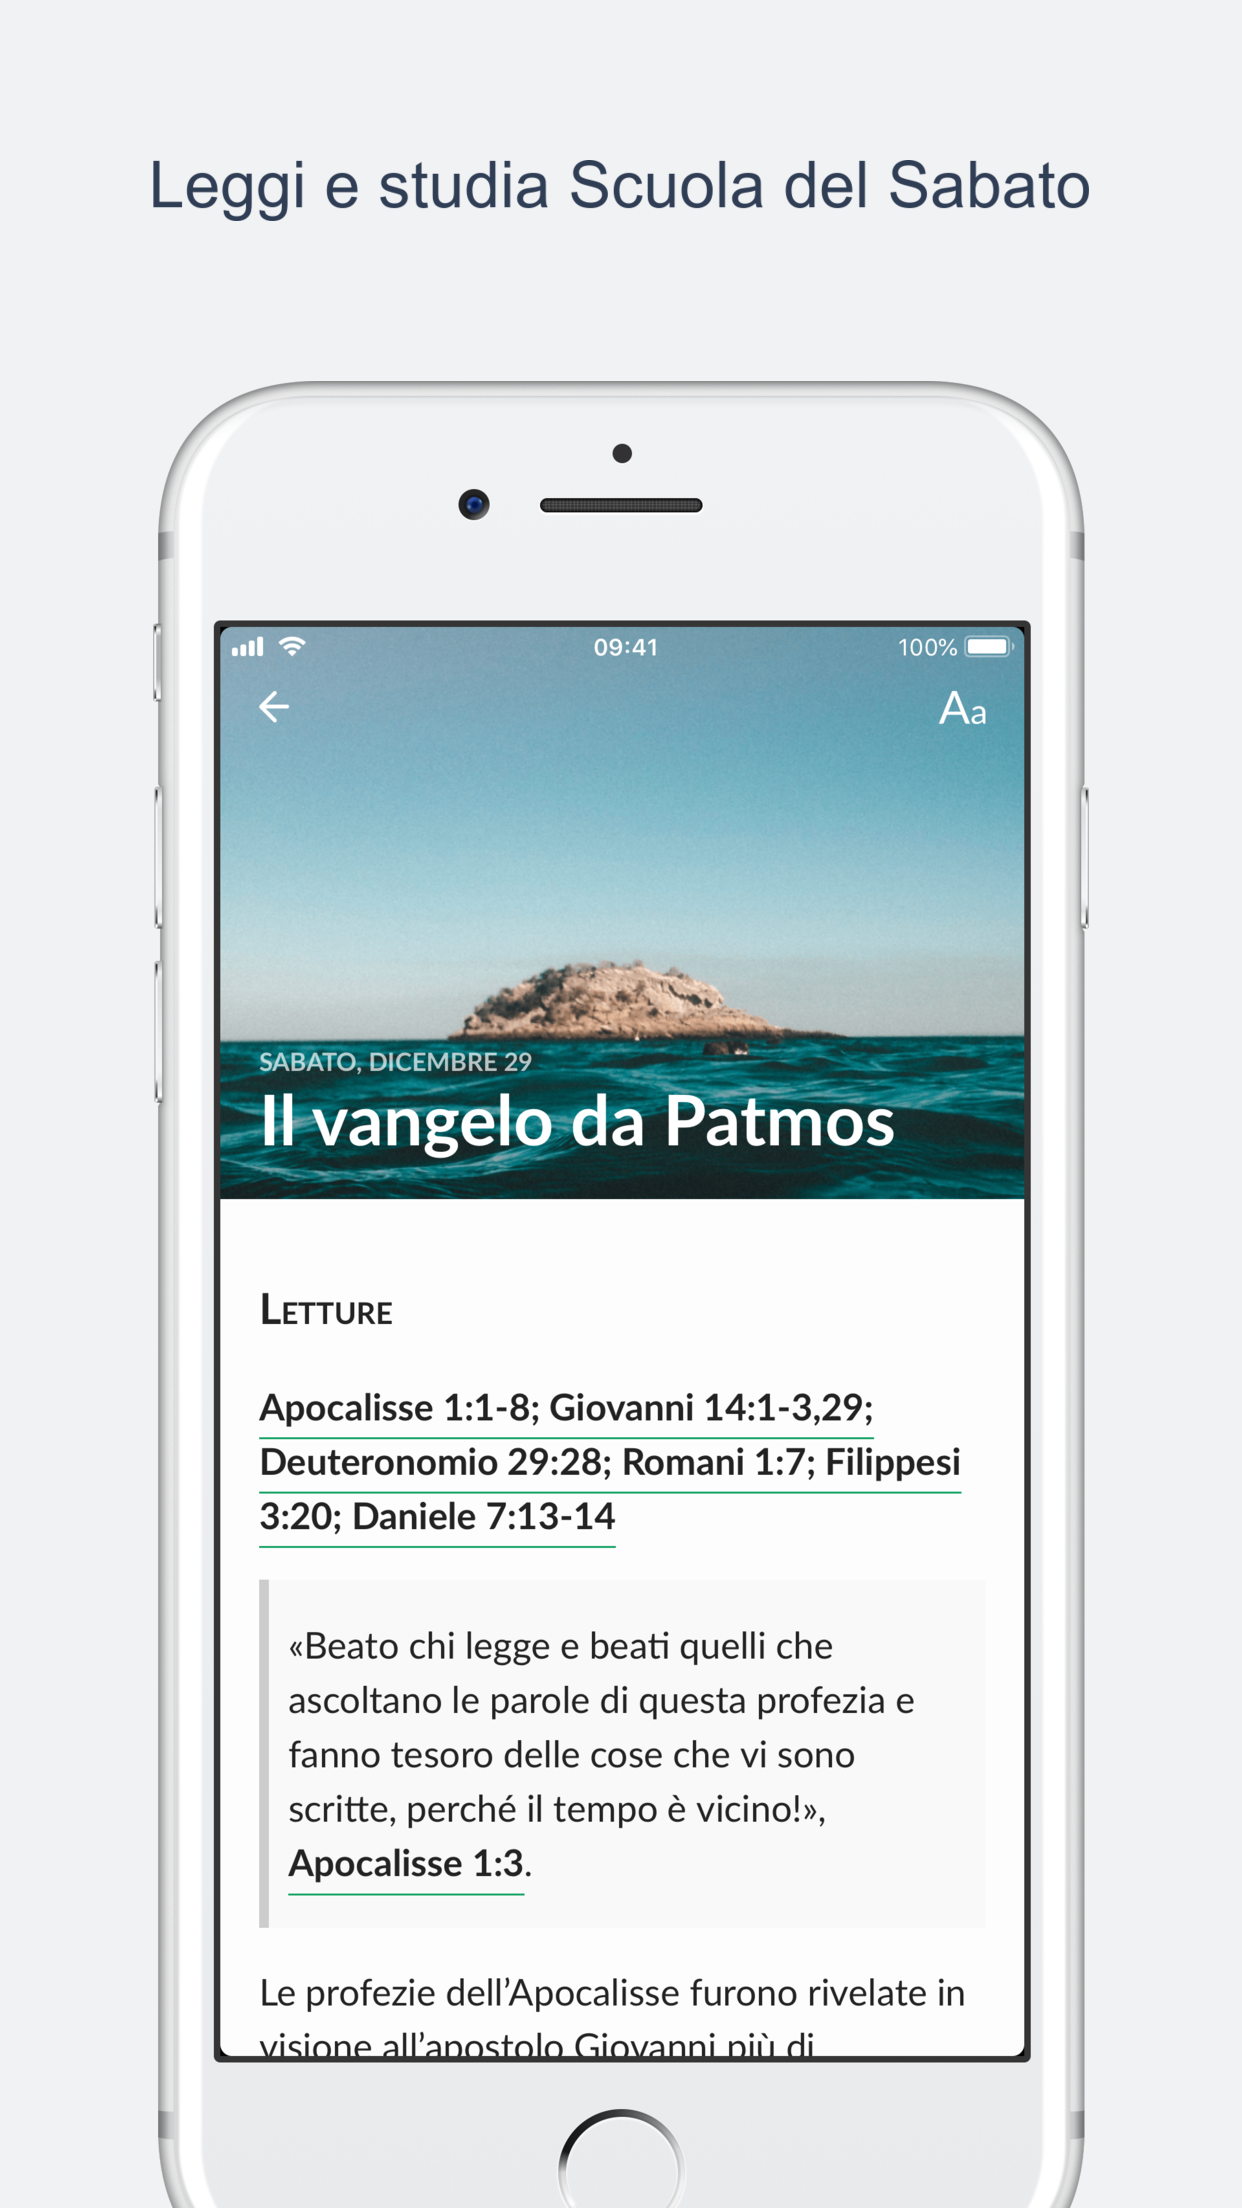 Leggi e studia Scuola del Sabato
09:41
100%
Aa
SABATO, DICEMBRE 29
Il vangelo da Patmos
LETTURE
Apocalisse 1:1-8; Giovanni 14:1-3,29;
Deuteronomio 29:28; Romani 1:7; Filippesi
3:20; Daniele 7:13-14
«Beato chi legge e beati quelli che
ascoltano le parole di questa profezia e
fanno tesoro delle cose che vi sono
scritte, perché il tempo è vicino!»,
Apocalisse 1:3.
Le profezie dell’Apocalisse furono rivelate in
visione all’apostolo Giovanni più di